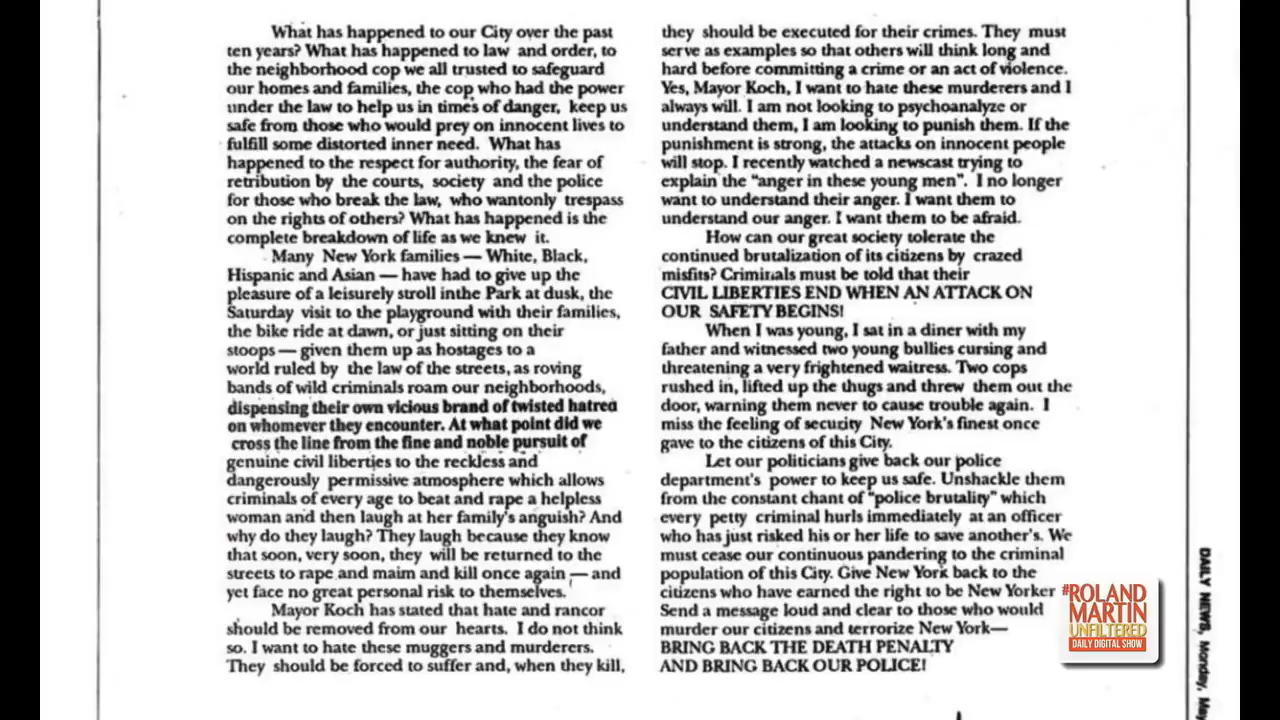 What has happened to our City over the past
ten years? What has happened to law and order, to
the neighborhood cop we all trusted to safeguard
our homes and families, the cop who had the power
under the law to help us in times of danger, keep us
safe from those who would prey on innocent lives to
fulfill some distorted inner need. What has
happened to the respect for authority, the fear of
retribution by the courts, society and the police
for those who break the law, who wantonly trespass
on the rights of others? What has happened is the
complete breakdown of life as we knew it.
Many New York families — White, Black,
Hispanic and Asian — have had to give up the
pleasure of a leisurely stroll inthe Park at dusk, the
Saturday visit to the playground with their families,
the bike ride at dawn, or just sitting on their
stoops — given them up as hostages to a
world ruled by the law of the streets, as roving
bands of wild criminals roam our neighborhoods,
dispensing their own vicious brand of twisted hatred
on whomever they encounter. At what point did we
cross the line from the fine and noble pursuit of
genuine civil liberties to the reckless and
dangerously permissive atmosphere which allows
criminals of every age to beat and rape a helpless
woman and then laugh at her family's anguish? And
why do they laugh? They laugh because they know
that soon, very soon, they will be returned to the
streets to rape and maim and kill once again — and
yet face no great personal risk to themselves.
Mayor Koch has stated that hate and rancor
should be removed from our hearts. I do not think
so. I want to hate these muggers and murderers.
They should be forced to suffer and, when they kill,
they should be executed for their crimes. They must
serve as examples so that others will think long and
hard before committing a crime or an act of violence.
Yes, Mayor Koch, I want to hate these murderers and I
always will. I am not looking to psychoanalyze or
understand them, I am looking to punish them. If the
punishment is strong, the attacks on innocent people
will stop. I recently watched a newscast trying to
explain the "anger in these young men". I no longer
want to understand their anger. I want them to
understand our anger. I want them to be afraid.
How can our great society tolerate the
continued brutalization of its citizens by crazed
misfits? Criminals must be told that their
CIVIL LIBERTIES END WHEN AN ATTACK ON
OUR SAFETY BEGINS!
When I was young, I sat in a diner with my
father and witnessed two young bullies cursing and
threatening a very frightened waitress. Two cops
rushed in, lifted up the thugs and threw them out the
door, warning them never to cause trouble again. I
miss the feeling of security New York's finest once
gave to the citizens of this City.
Let our politicians give back our police
department's power to keep us safe. Unshackle them
from the constant chant of "police brutality" which
every petty criminal hurls immediately at an officer
who has just risked his or her life to save another's. We
must cease our continuous pandering to the criminal
population of this City. Give New York back to the
citizens who have earned the right to be New Yorker
Send a message loud and clear to those who would
murder our citizens and terrorize New York—
BRING BACK THE DEATH PENALTY
AND BRING BACK OUR POLICE!
DAILY NEWS, Monday,
#ROLAND
MARTIN
UNFILTERED
DAILY DIGITAL SHOW